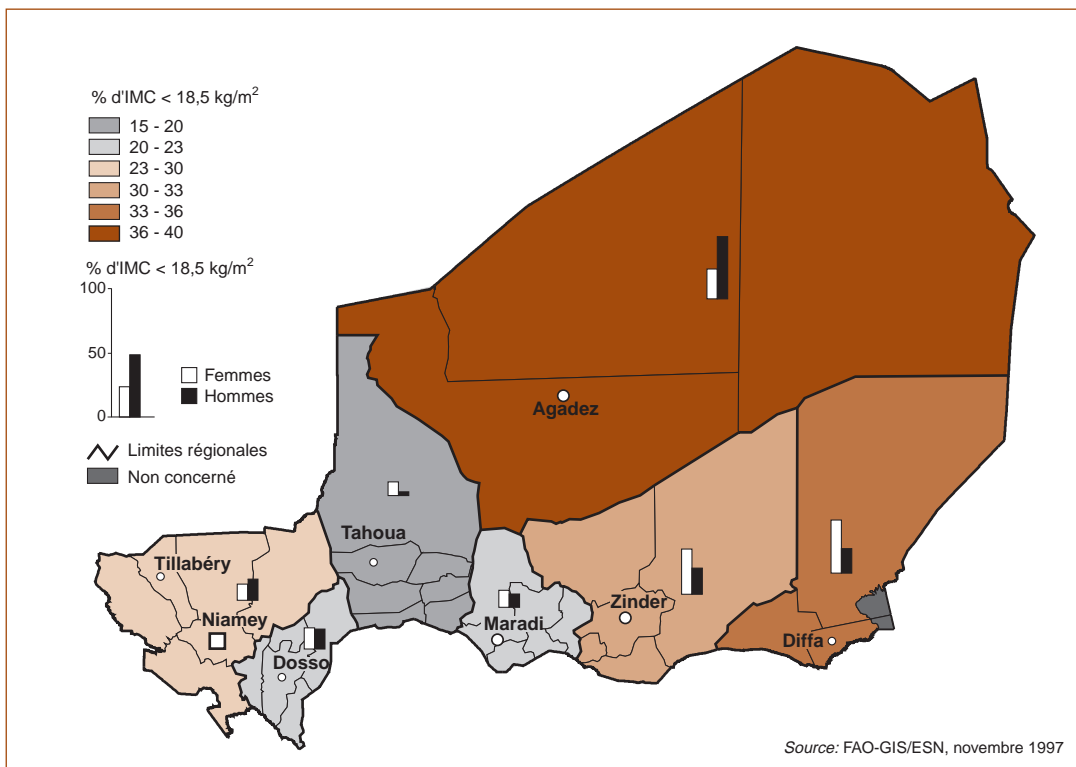 % d'IMC < 18,5 kg/m²
15 - 20
20 - 23
23 - 30
30 - 33
33 - 36
36 - 40
% d'IMC < 18,5 kg/m²
100
50
0
Femmes
Hommes
Limites régionales
Non concerné
Agadez
Tahoua
Tillabéry
Niamey
Dosso
Maradi
Zinder
Diffa
Source: FAO-GIS/ESN, novembre 1997